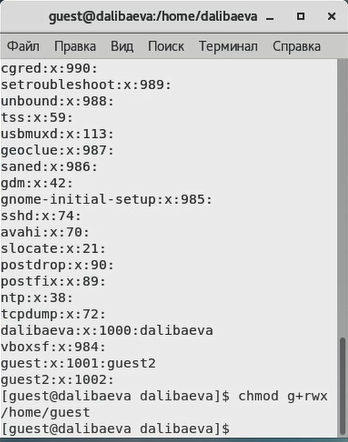 guest@dalibaeva:/home/dalibaeva
Файл Правка Вид Поиск Терминал Справка
cgred:x:990:
setroubleshoot:x:989:
unbound:x:988:
tss:x:59:
usbmuxd:x:113:
geoclue:x:987:
saned:x:986:
gdm:x:42:
gnome-initial-setup:x:985:
sshd:x:74:
avahi:x:70:
slocate:x:21:
postdrop:x:90:
postfix:x:89:
ntp:x:38:
tcpdump:x:72:
dalibaeva:x:1000:dalibaeva
vboxsf:x:984:
guest:x:1001:guest2
guest2:x:1002:
[guest@dalibaeva dalibaeva]$ chmod g+rwx
/home/guest
[guest@dalibaeva dalibaeva]$